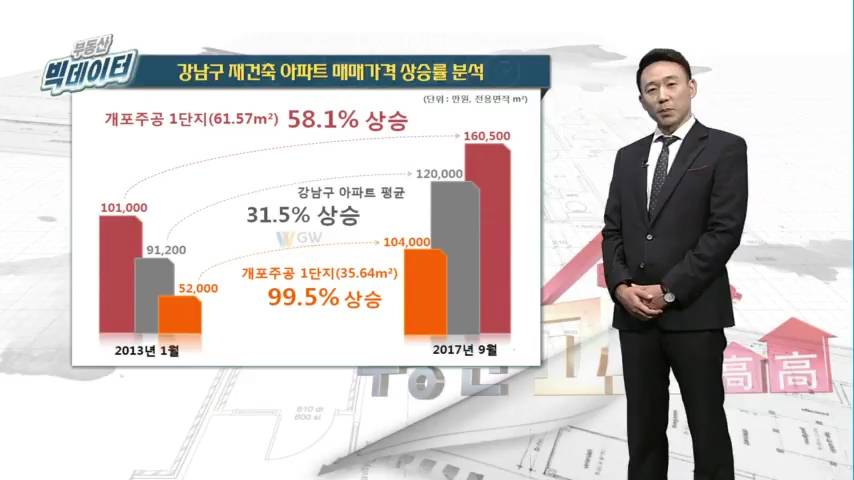 부동산
빅데이터
강남구 재건축 아파트 매매가격 상승률 분석
(단위 : 만원, 전용면적 m²)
개포주공 1단지(61.57m²) 58.1% 상승
160,500
120,000
강남구 아파트 평균
31.5% 상승
101,000
91,200
52,000
GW
104,000
개포주공 1단지(35.64m²)
99.5% 상승
2013년 1월
2017년 9월
高 高